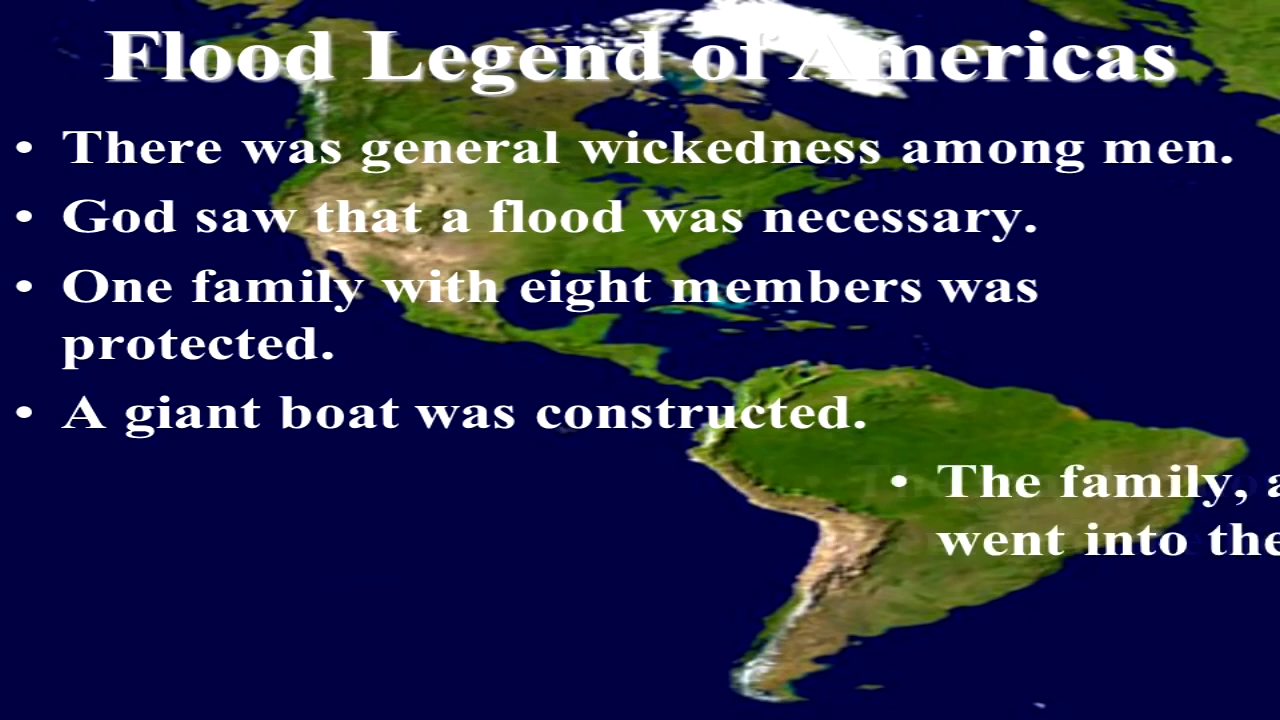 Flood Legend of Americas
• There was general wickedness among men.
• God saw that a flood was necessary.
• One family with eight members was
protected.
• A giant boat was constructed.
• The family, a
went into the